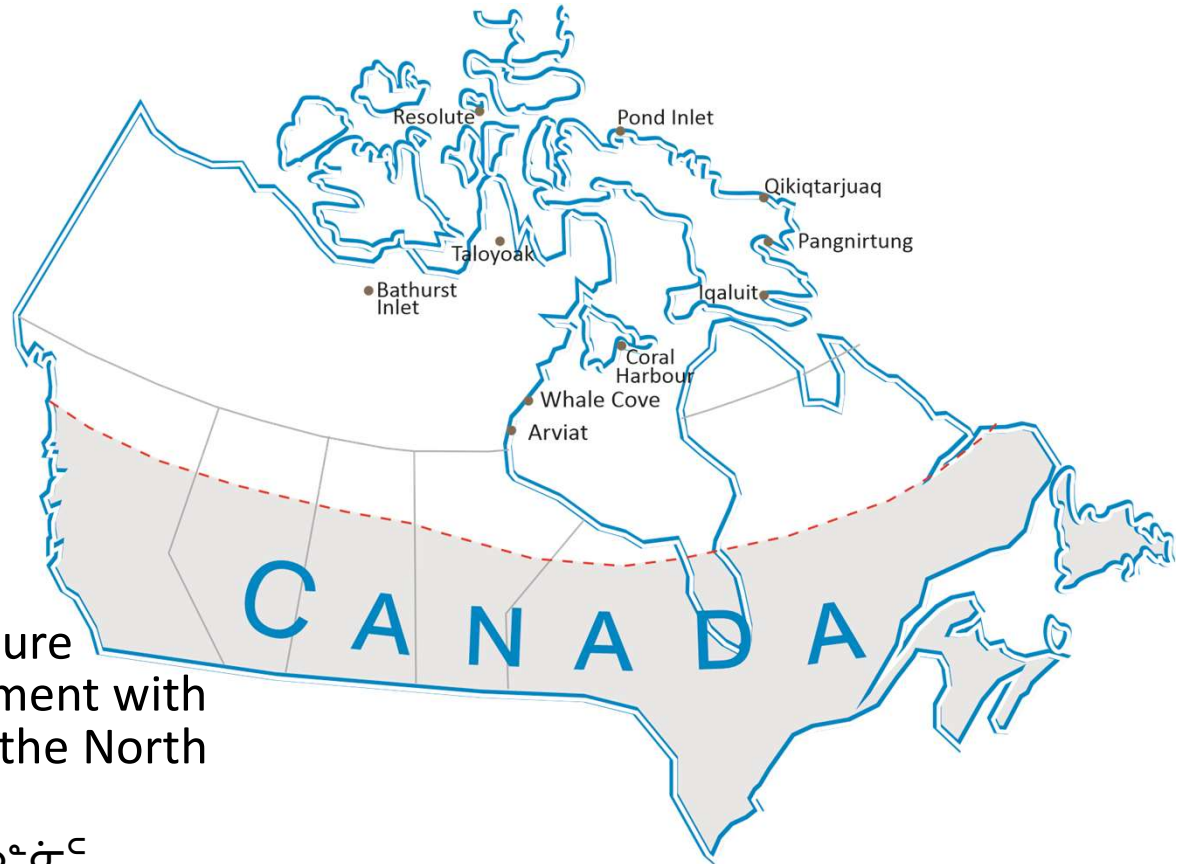 Resolute
Pond Inlet
Qikiqtarjuaq
Taloyoak
Pangnirtung
Bathurst
Inlet
Iqaluit
Coral
Harbour
Whale Cove
Arviat
CANADA
ure
ment with
the North